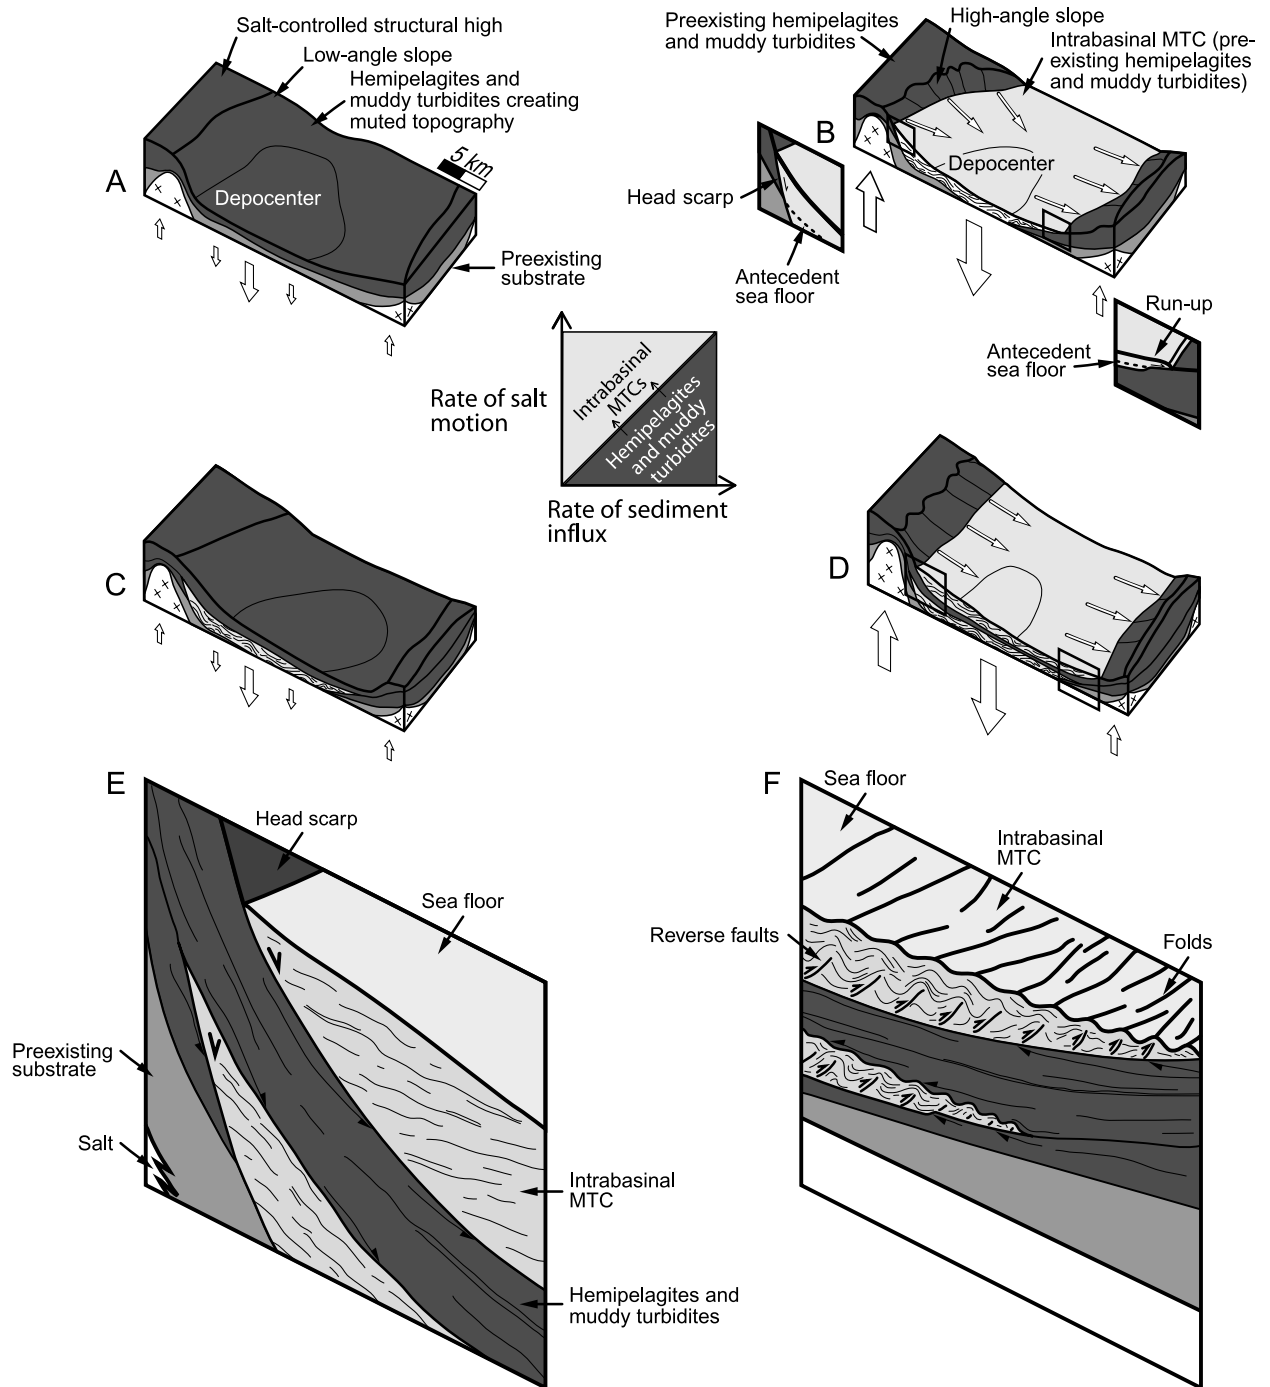 Salt-controlled structural high
Low-angle slope
Hemipelagites and
muddy turbidites creating
muted topography
5 km
A
Depocenter
Preexisting
substrate
Preexisting hemipelagites
and muddy turbidites
High-angle slope
Intrabasinal MTC (pre-
existing hemipelagites
and muddy turbidites)
B
Depocenter
Head scarp
Antecedent
sea floor
Run-up
Antecedent
sea floor
Rate of salt
motion
Intrabasinal
MTCs
Hemipelagites
and muddy
turbidites
Rate of sediment
influx
C
D
E
Head scarp
Sea floor
Preexisting
substrate
Salt
Intrabasinal
MTC
Hemipelagites and
muddy turbidites
F
Sea floor
Intrabasinal
MTC
Reverse faults
Folds